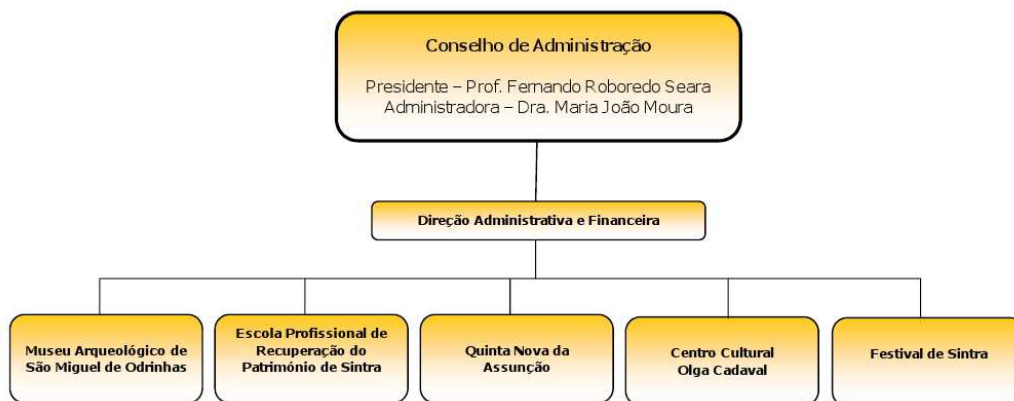 Conselho de Administração
Presidente – Prof. Fernando Roboredo Seara
Administradora – Dra. Maria João Moura
Direção Administrativa e Financeira
Museu Arqueológico de
São Miguel de Odrinhas
Escola Profissional de
Recuperação do
Património de Sintra
Quinta Nova da
Assunção
Centro Cultural
Olga Cadaval
Festival de Sintra